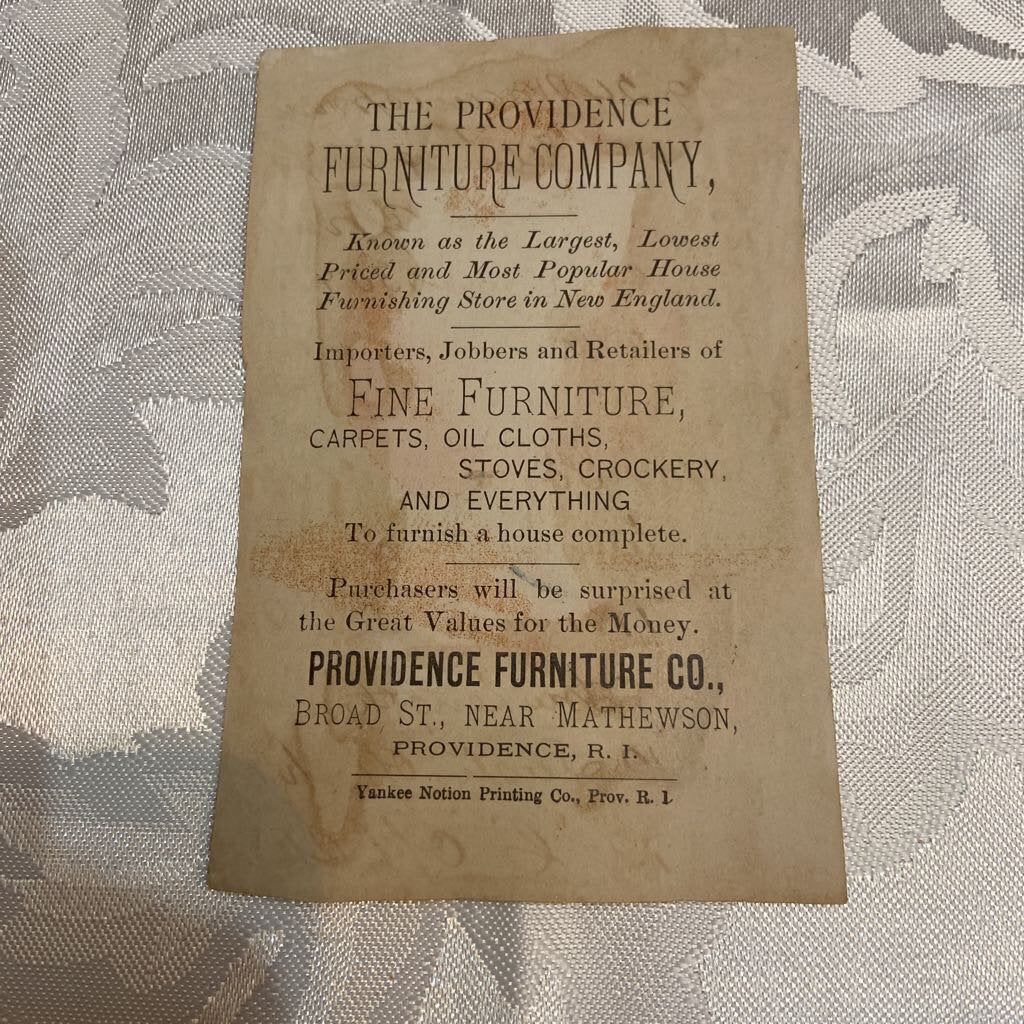 THE PROVIDENCE
FURNITURE COMPANY,
Known as the Largest, Lowest
Priced and Most Popular House
Furnishing Store in New England.
Importers, Jobbers and Retailers of
FINE FURNITURE,
CARPETS, OIL CLOTHS,
STOVES, CROCKERY,
AND EVERYTHING
To furnish a house complete.
Purchasers will be surprised at
the Great Values for the Money.
PROVIDENCE FURNITURE CO.,
BROAD ST., NEAR MATHEWSON,
PROVIDENCE, R. I.
Yankee Notion Printing Co., Prov. R. I.